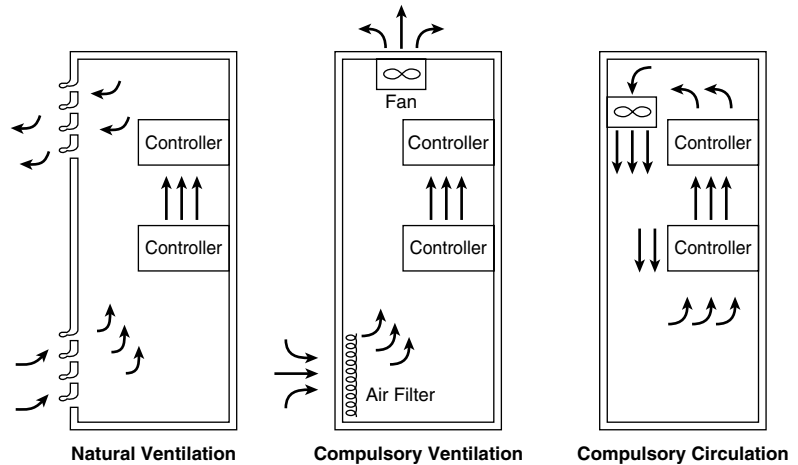 Controller
Controller
Natural Ventilation
Fan
Controller
Controller
Air Filter
Compulsory Ventilation
Controller
Controller
Compulsory Circulation